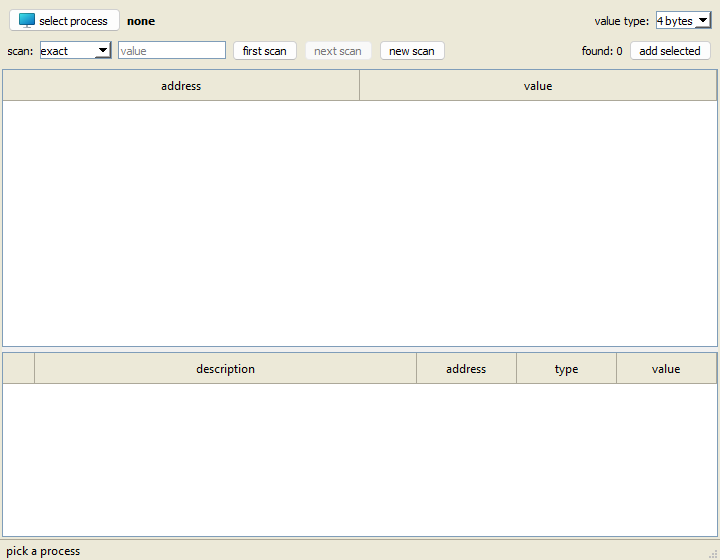 select process none value type: 4 bytes
scan: exact value first scan next scan new scan found: 0 add selected
address value
description address type value
pick a process